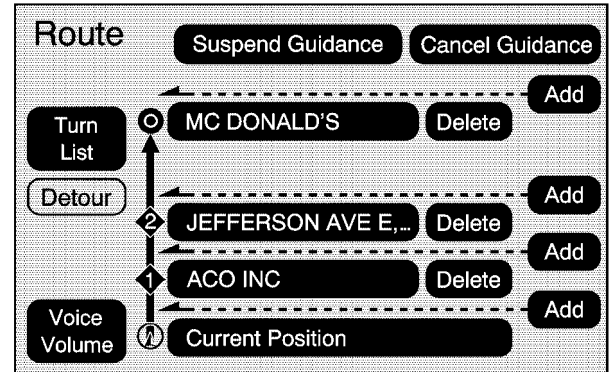 Route
Suspend Guidance
Cancel Guidance
Add
MC DONALD'S
Delete
Turn
List
Detour
Add
2
JEFFERSON AVE E,...
Delete
Add
1
ACO INC
Delete
Add
Voice
Volume
Current Position